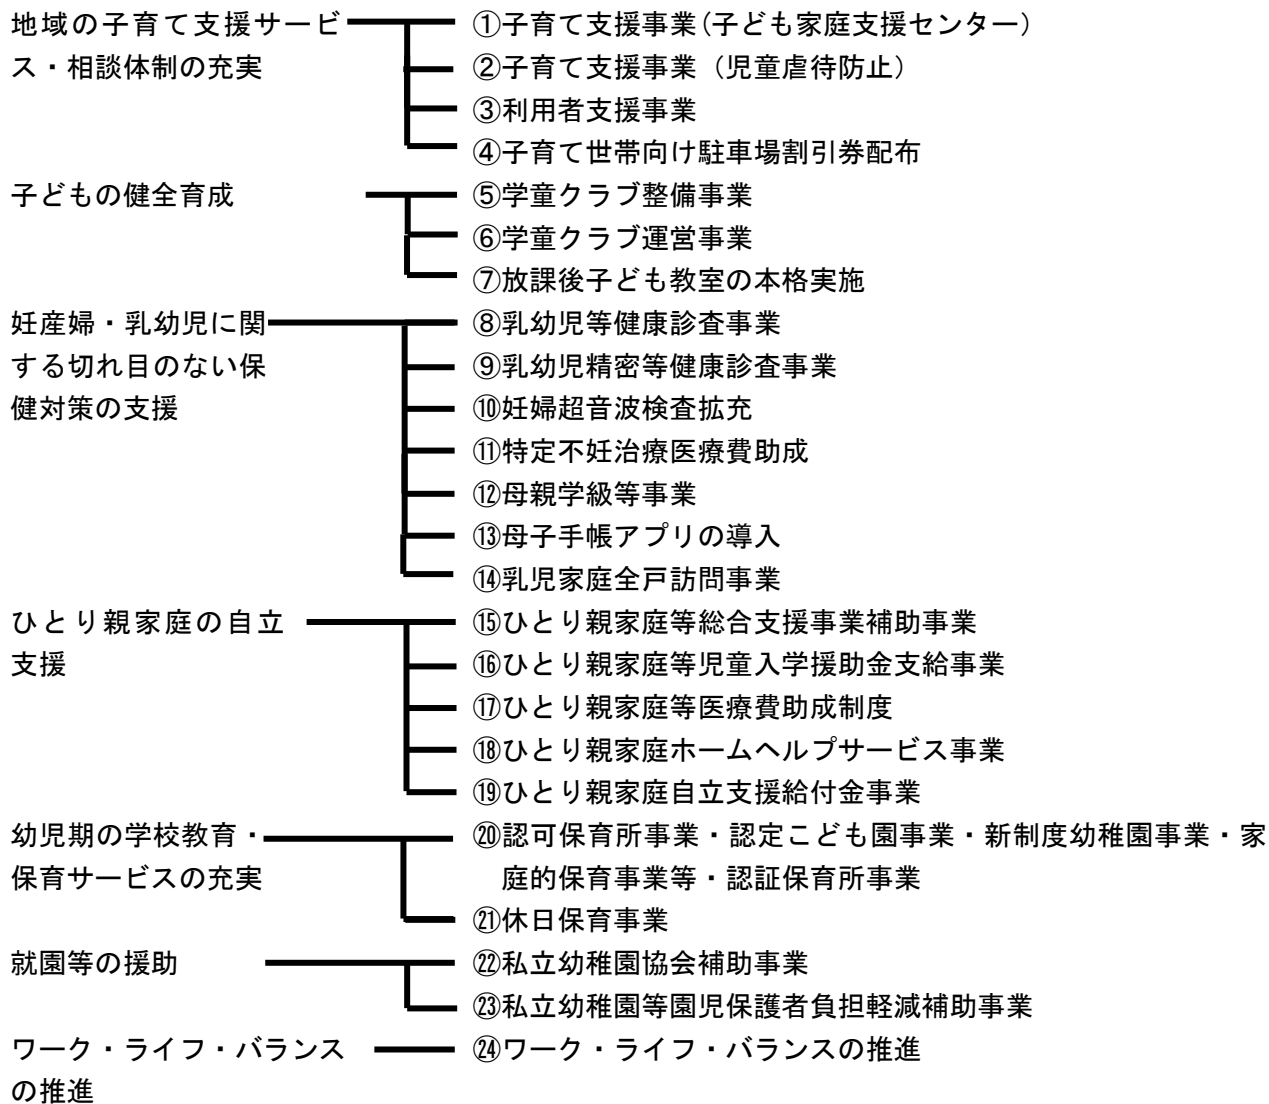 地域の子育て支援サービ
ス・相談体制の充実
①子育て支援事業(子ども家庭支援センター)
②子育て支援事業（児童虐待防止）
③利用者支援事業
④子育て世帯向け駐車場割引券配布
子どもの健全育成
⑤学童クラブ整備事業
⑥学童クラブ運営事業
⑦放課後子ども教室の本格実施
妊産婦・乳幼児に関
する切れ目のない保
健対策の支援
⑧乳幼児等健康診査事業
⑨乳幼児精密等健康診査事業
⑩妊婦超音波検査拡充
⑪特定不妊治療医療費助成
⑫母親学級等事業
⑬母子手帳アプリの導入
⑭乳児家庭全戸訪問事業
ひとり親家庭の自立
支援
⑮ひとり親家庭等総合支援事業補助事業
⑯ひとり親家庭等児童入学援助金支給事業
⑰ひとり親家庭等医療費助成制度
⑱ひとり親家庭ホームヘルプサービス事業
⑲ひとり親家庭自立支援給付金事業
幼児期の学校教育・
保育サービスの充実
⑳認可保育所事業・認定こども園事業・新制度幼稚園事業・家
庭的保育事業等・認証保育所事業
㉑休日保育事業
就園等の援助
㉒私立幼稚園協会補助事業
㉓私立幼稚園等園児保護者負担軽減補助事業
ワーク・ライフ・バランス
の推進
㉔ワーク・ライフ・バランスの推進